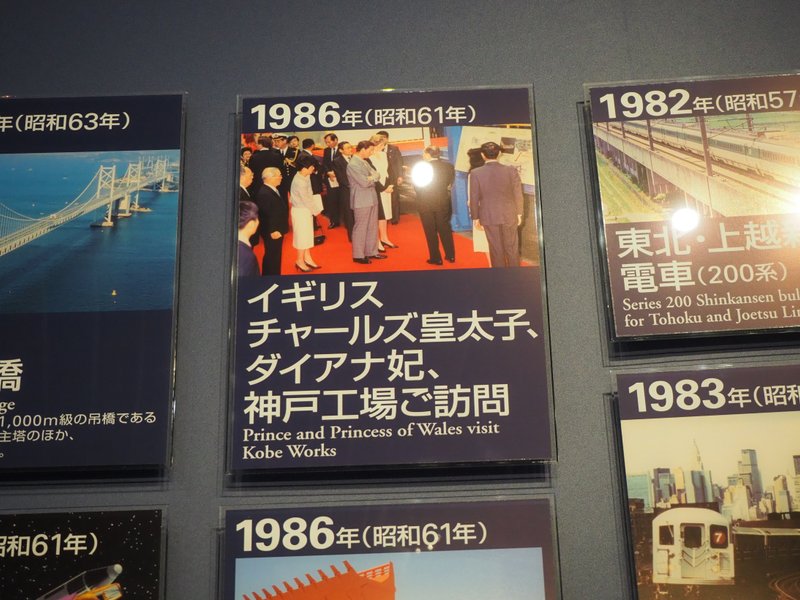 年(昭和63年)
橋
ge
1,000m級の吊橋である
主塔のほか、
昭和61年)
1986年(昭和61年)
イギリス
チャールズ皇太子、
ダイアナ妃、
神戸工場ご訪問
Prince and Princess of Wales visit
Kobe Works
1986年(昭和61年)
1982年(昭和57
東北・上越
電車(200系)
Series 200 Shinkansen bul
for Tohoku and Joetsu Lin
1983年(昭和
7